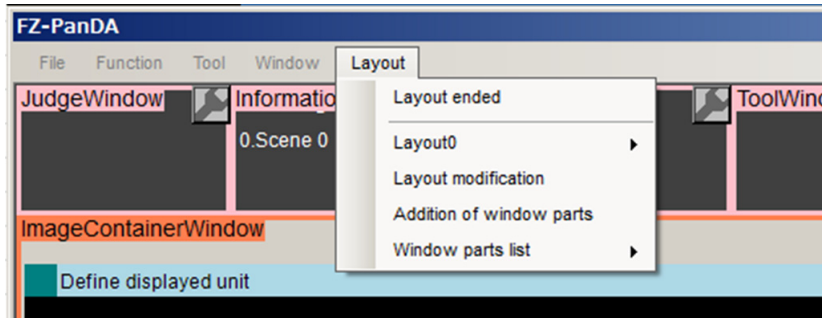 FZ-PanDA
File Function Tool Window Layout
JudgeWindow Informatio ToolWind
Layout ended
0.Scene 0
Layout0
Layout modification
Addition of window parts
ImageContainerWindow
Window parts list
Define displayed unit